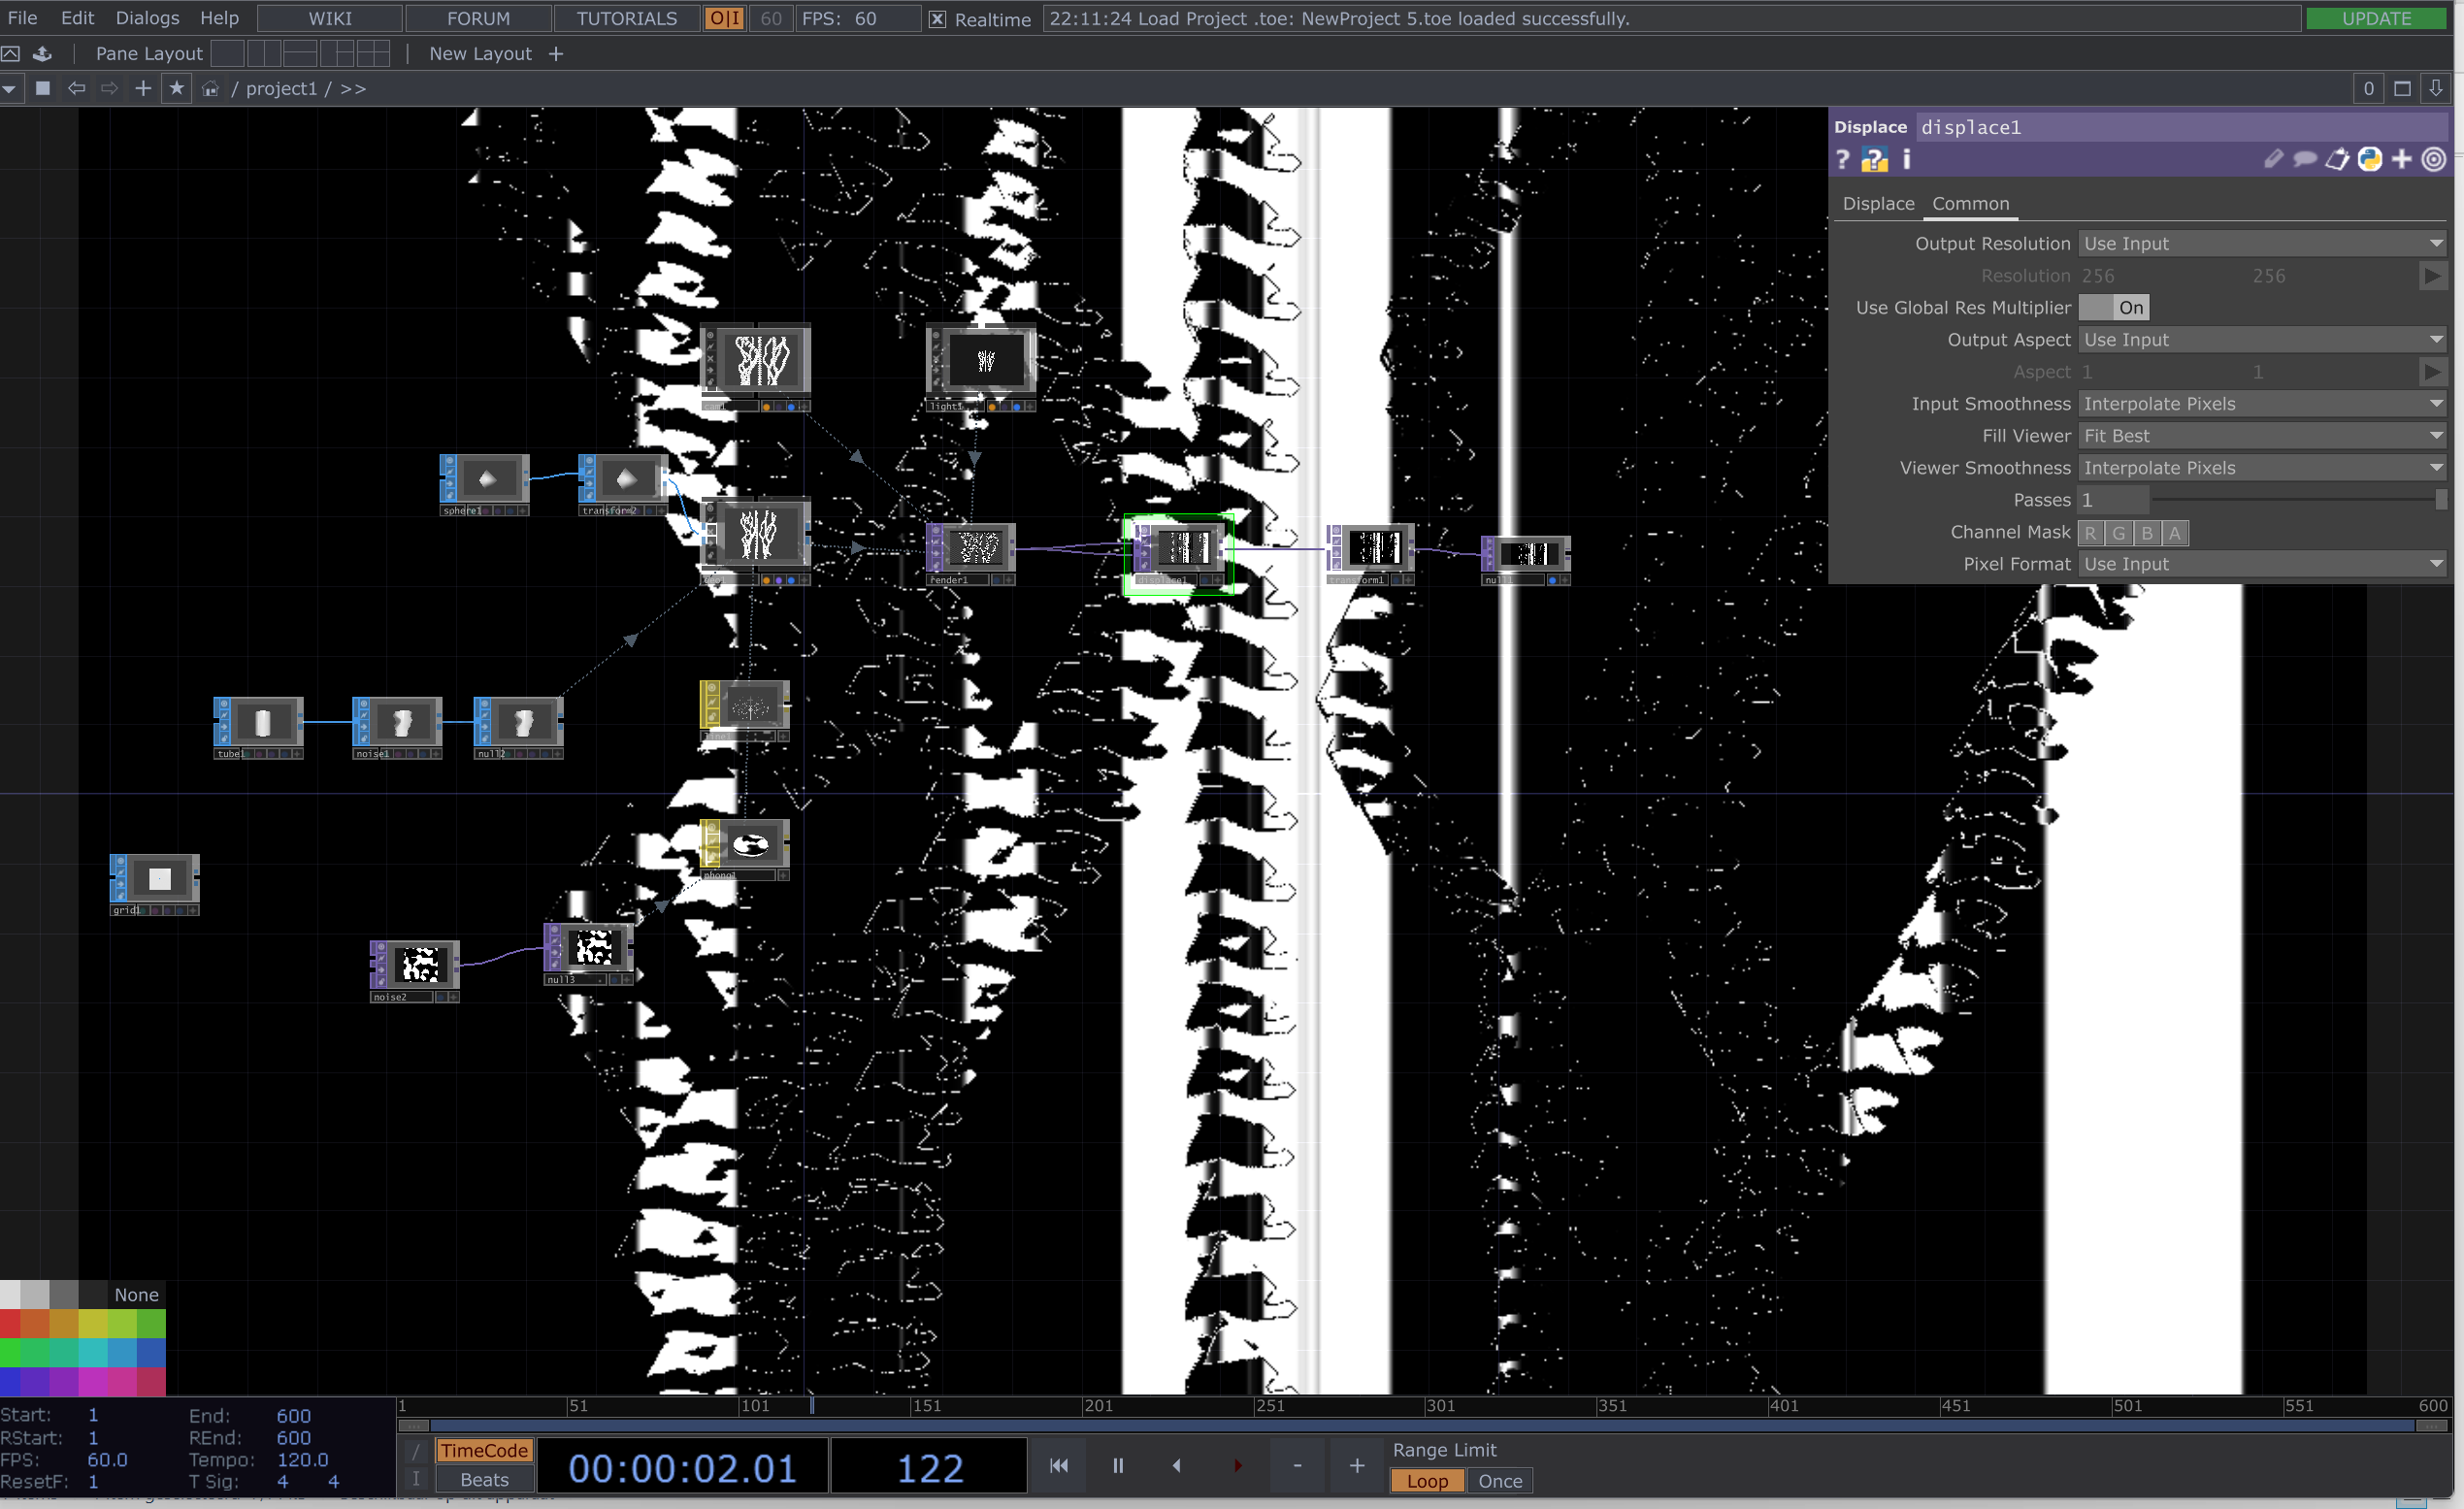 File Edit Dialogs Help WIKI FORUM TUTORIALS O|I 60 FPS: 60 X Realtime 22:11:24 Load Project .toe: NewProject 5.toe loaded successfully. UPDATE
Pane Layout New Layout +
/ project1 / >> 0
Displace displace1
? ? i
Displace Common
Output Resolution Use Input
Resolution 256 256
Use Global Res Multiplier On
Output Aspect Use Input
Aspect 1 1
Input Smoothness Interpolate Pixels
Fill Viewer Fit Best
Viewer Smoothness Interpolate Pixels
Passes 1
Channel Mask R G B A
Pixel Format Use Input
light1
sphere1 transform2
geo1 render1 displace1 transform1 null1
line1
tube1 noise1 null2
phong1
grid1
null3
noise2
None
1 51 101 151 201 251 301 351 401 451 501 551 600
Start: 1 End: 600
RStart: 1 REnd: 600
FPS: 60.0 Tempo: 120.0
ResetF: 1 T Sig: 4 4
/ TimeCode
I Beats
00:00:02.01 122
- +
Range Limit
Loop Once